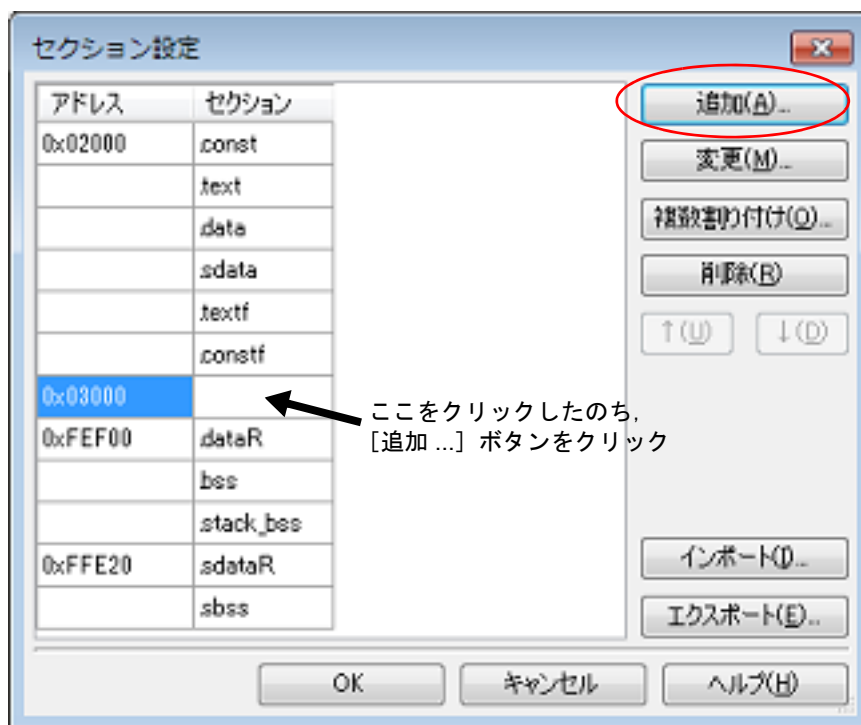 セクション設定
アドレス セクション
追加(A)...
0x02000 .const
変更(M)...
.text
.data
複数割り付け(O)...
.sdata
削除(R)
.textf
↑(U) ↓(D)
.constf
0x03000
ここをクリックしたのち,
0xFEF00 .dataR
［追加 ...］ボタンをクリック
.bss
.stack_bss
0xFFE20 .sdataR
インポート(I)...
.sbss
エクスポート(E)...
OK キャンセル ヘルプ(H)